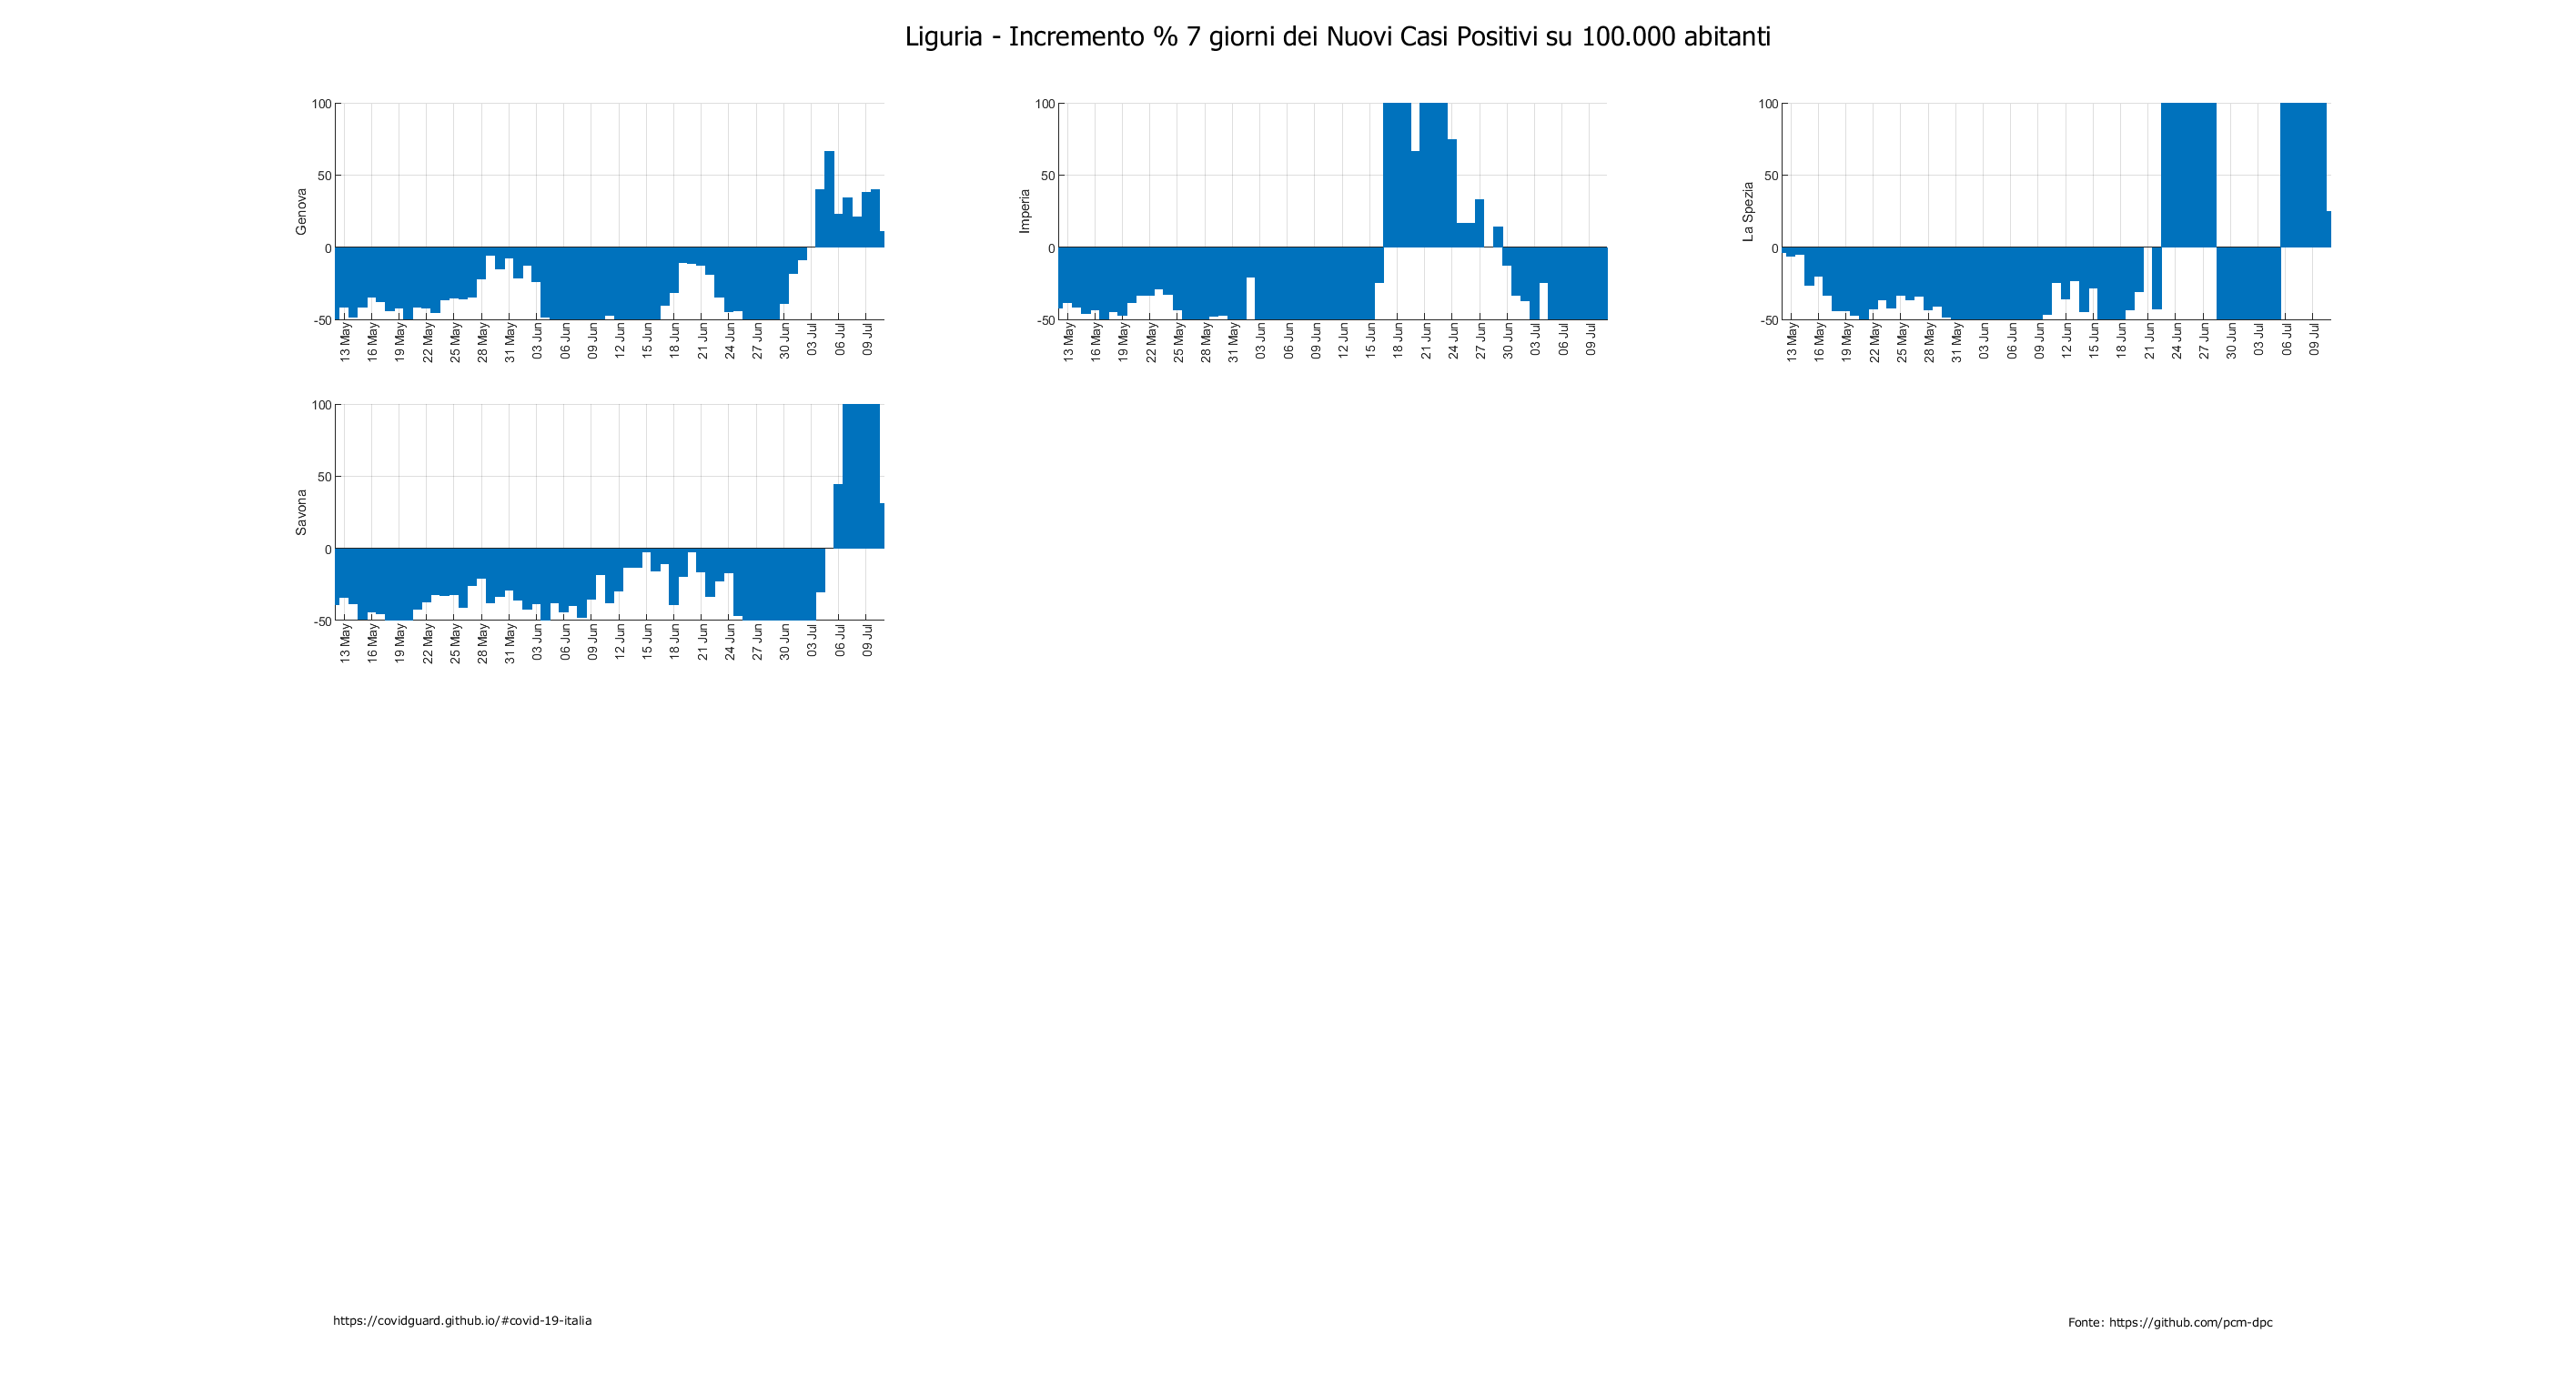 Liguria - Incremento % 7 giorni dei Nuovi Casi Positivi su 100.000 abitanti
100
50
0
-50
Genova
13 May
16 May
19 May
22 May
25 May
28 May
31 May
03 Jun
06 Jun
09 Jun
12 Jun
15 Jun
18 Jun
21 Jun
24 Jun
27 Jun
30 Jun
03 Jul
06 Jul
09 Jul
100
50
0
-50
Imperia
13 May
16 May
19 May
22 May
25 May
28 May
31 May
03 Jun
06 Jun
09 Jun
12 Jun
15 Jun
18 Jun
21 Jun
24 Jun
27 Jun
30 Jun
03 Jul
06 Jul
09 Jul
100
50
0
-50
La Spezia
13 May
16 May
19 May
22 May
25 May
28 May
31 May
03 Jun
06 Jun
09 Jun
12 Jun
15 Jun
18 Jun
21 Jun
24 Jun
27 Jun
30 Jun
03 Jul
06 Jul
09 Jul
100
50
0
-50
Savona
13 May
16 May
19 May
22 May
25 May
28 May
31 May
03 Jun
06 Jun
09 Jun
12 Jun
15 Jun
18 Jun
21 Jun
24 Jun
27 Jun
30 Jun
03 Jul
06 Jul
09 Jul
https://covidguard.github.io/#covid-19-italia
Fonte: https://github.com/pcm-dpc